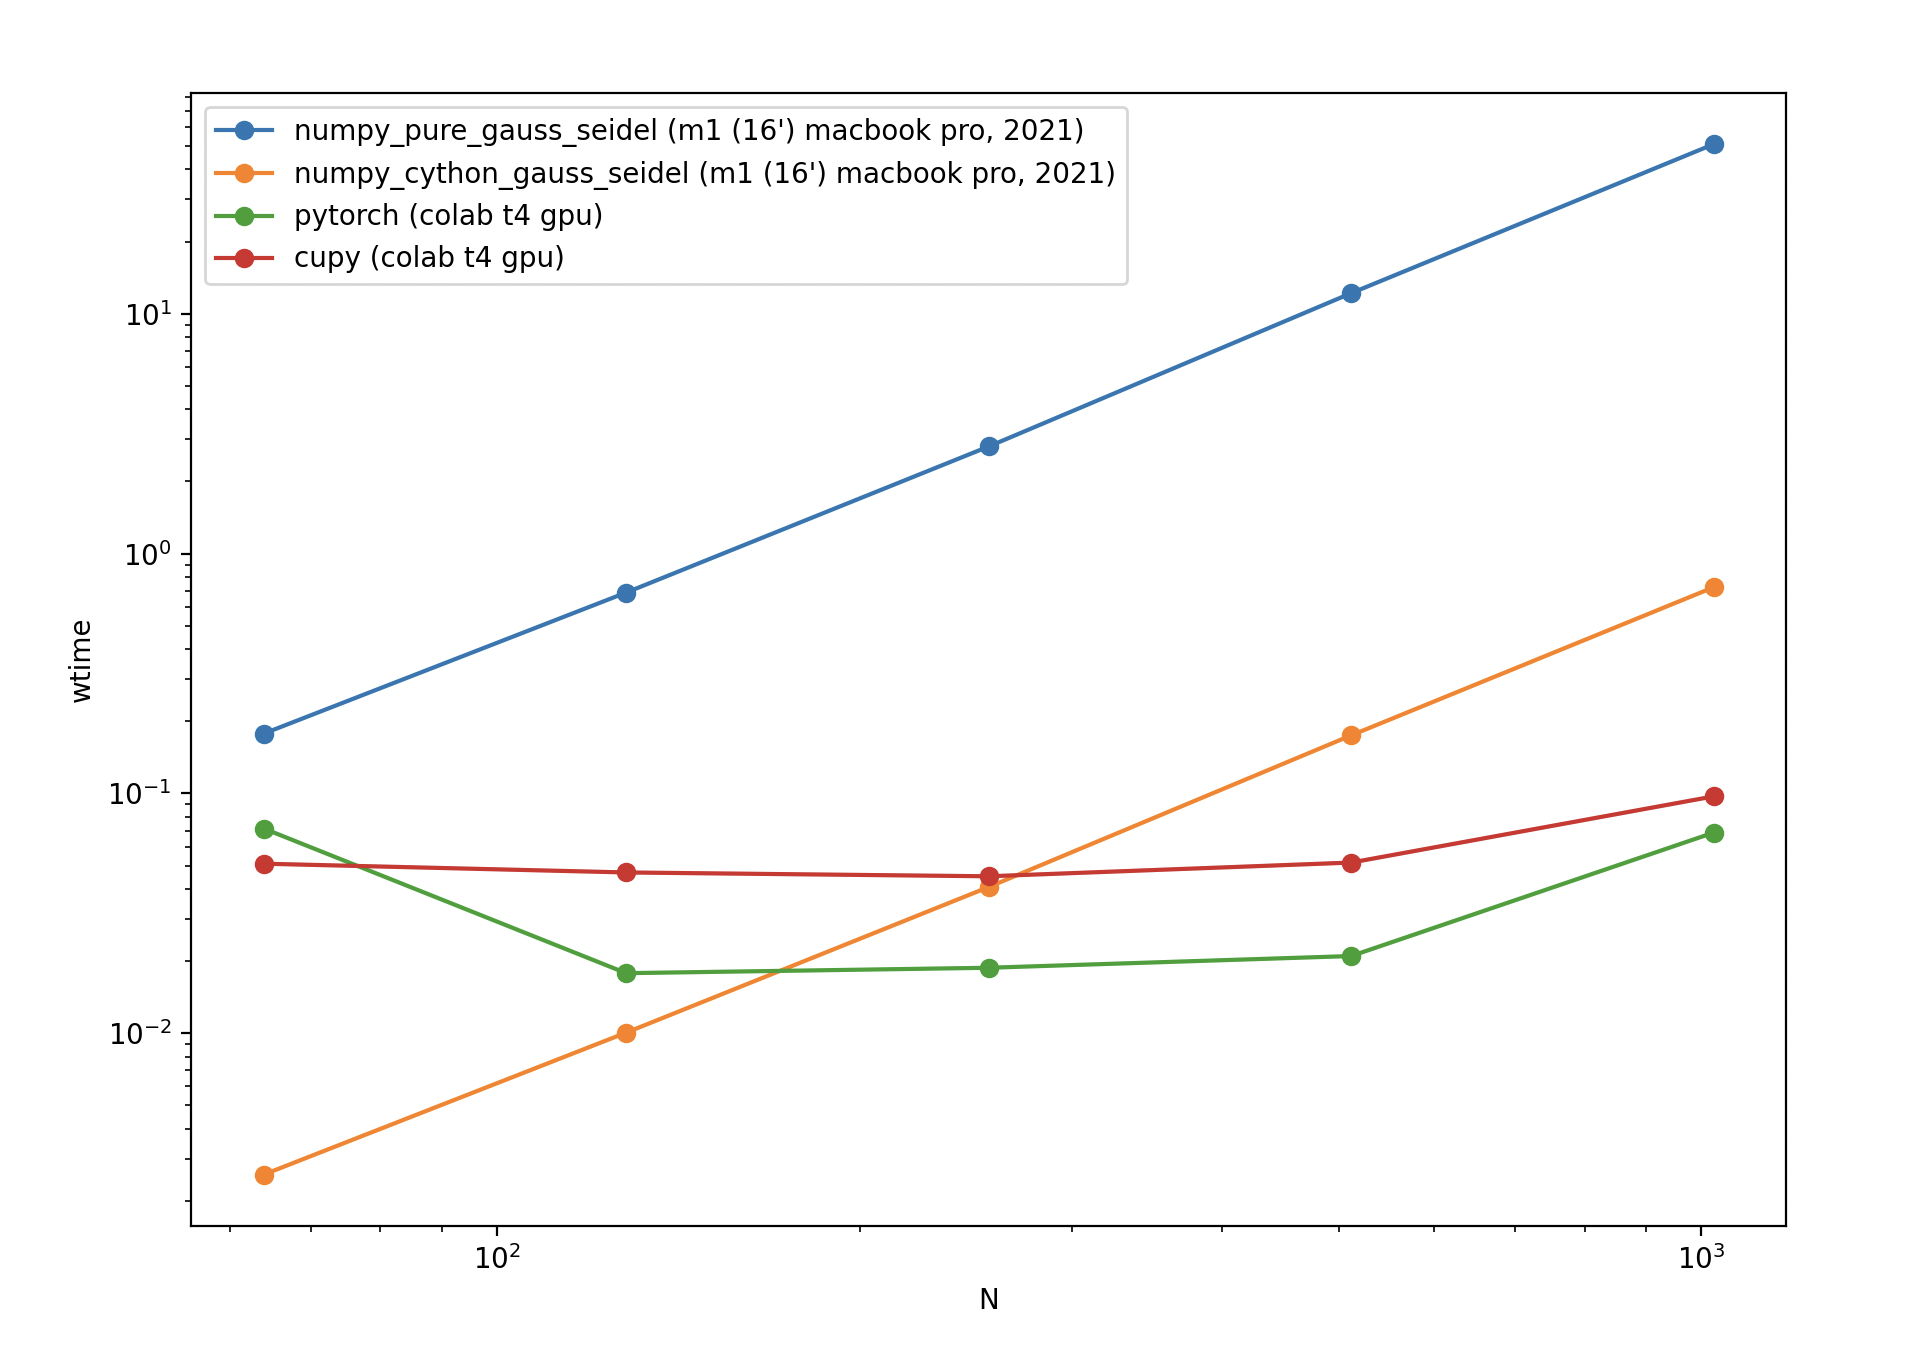 numpy_pure_gauss_seidel (m1 (16') macbook pro, 2021)
numpy_cython_gauss_seidel (m1 (16') macbook pro, 2021)
pytorch (colab t4 gpu)
cupy (colab t4 gpu)
10¹
10⁰
10⁻¹
10⁻²
wtime
10² 10³
N